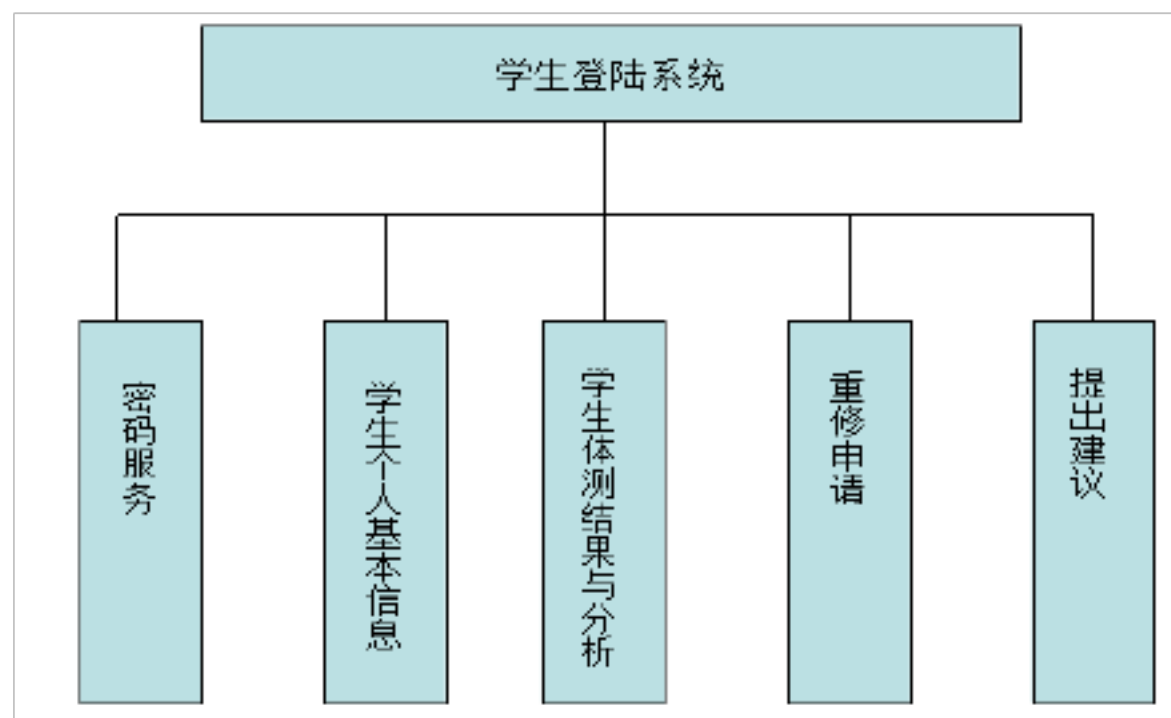 学生登陆系统
密码服务
学生个人基本信息
学生体测结果与分析
重修申请
提出建议